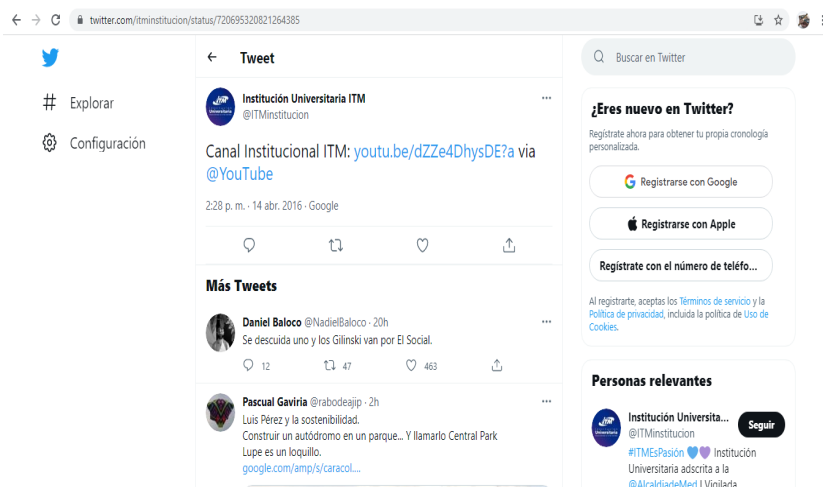 twitter.com/itminstitucion/status/720695320821264385
Explorar
Configuración
Tweet
Institución Universitaria ITM
@ITMinstitucion
Canal Institucional ITM: youtu.be/dZZe4DhysDE?a via
@YouTube
2:28 p. m. · 14 abr. 2016 · Google
Más Tweets
Daniel Baloco @NadielBaloco · 20h
Se descuida uno y los Gilinski van por El Social.
12 47 463
Pascual Gaviria @rabodeajip · 2h
Luis Pérez y la sostenibilidad.
Construir un autódromo en un parque... Y llamarlo Central Park
Lupe es un loquillo.
google.com/amp/s/caracol....
Buscar en Twitter
¿Eres nuevo en Twitter?
Regístrate ahora para obtener tu propia cronología
personalizada.
Registrarse con Google
Registrarse con Apple
Regístrate con el número de teléfo...
Al registrarte, aceptas los Términos de servicio y la
Política de privacidad, incluida la política de Uso de
Cookies.
Personas relevantes
Institución Universita...
@ITMinstitucion
Seguir
#ITMEsPasión 💙💜 Institución
Universitaria adscrita a la
@AlcaldiadeMed | Vigilada